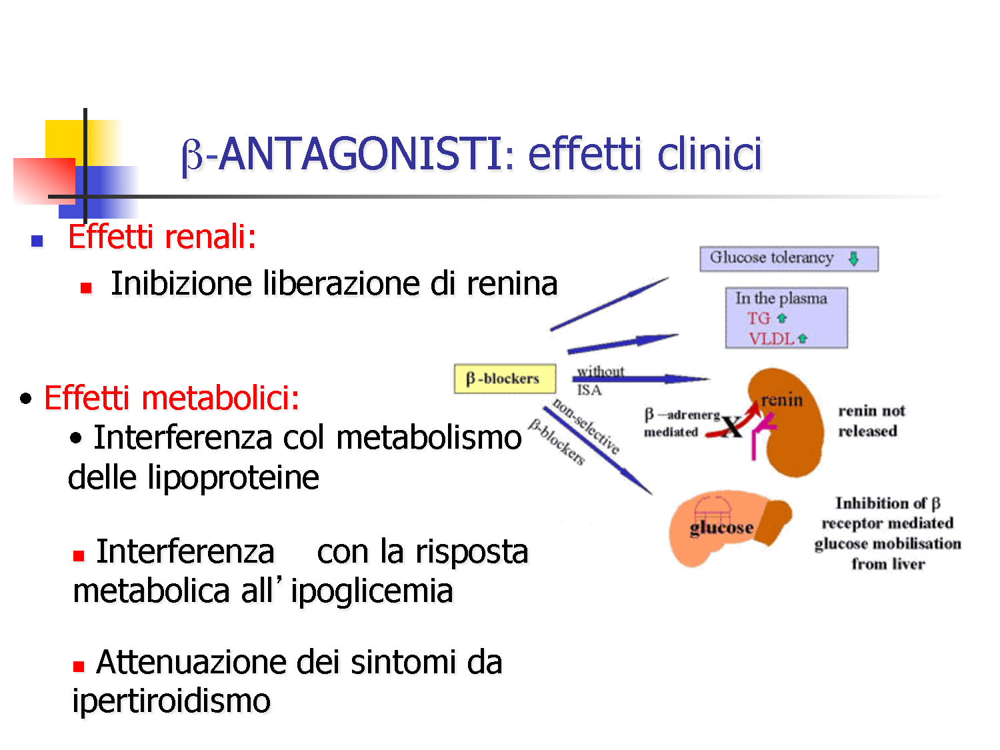 β-ANTAGONISTI: effetti clinici
Effetti renali:
Inibizione liberazione di renina
• Effetti metabolici:
• Interferenza col metabolismo
delle lipoproteine
Interferenza con la risposta
metabolica all’ipoglicemia
Attenuazione dei sintomi da
ipertiroidismo
Glucose tolerancy
In the plasma
TG
VLDL
β-blockers
without
ISA
non-selective
β-blockers
β-adrenerg
mediated
X
renin
renin not
released
glucose
Inhibition of β
receptor mediated
glucose mobilisation
from liver